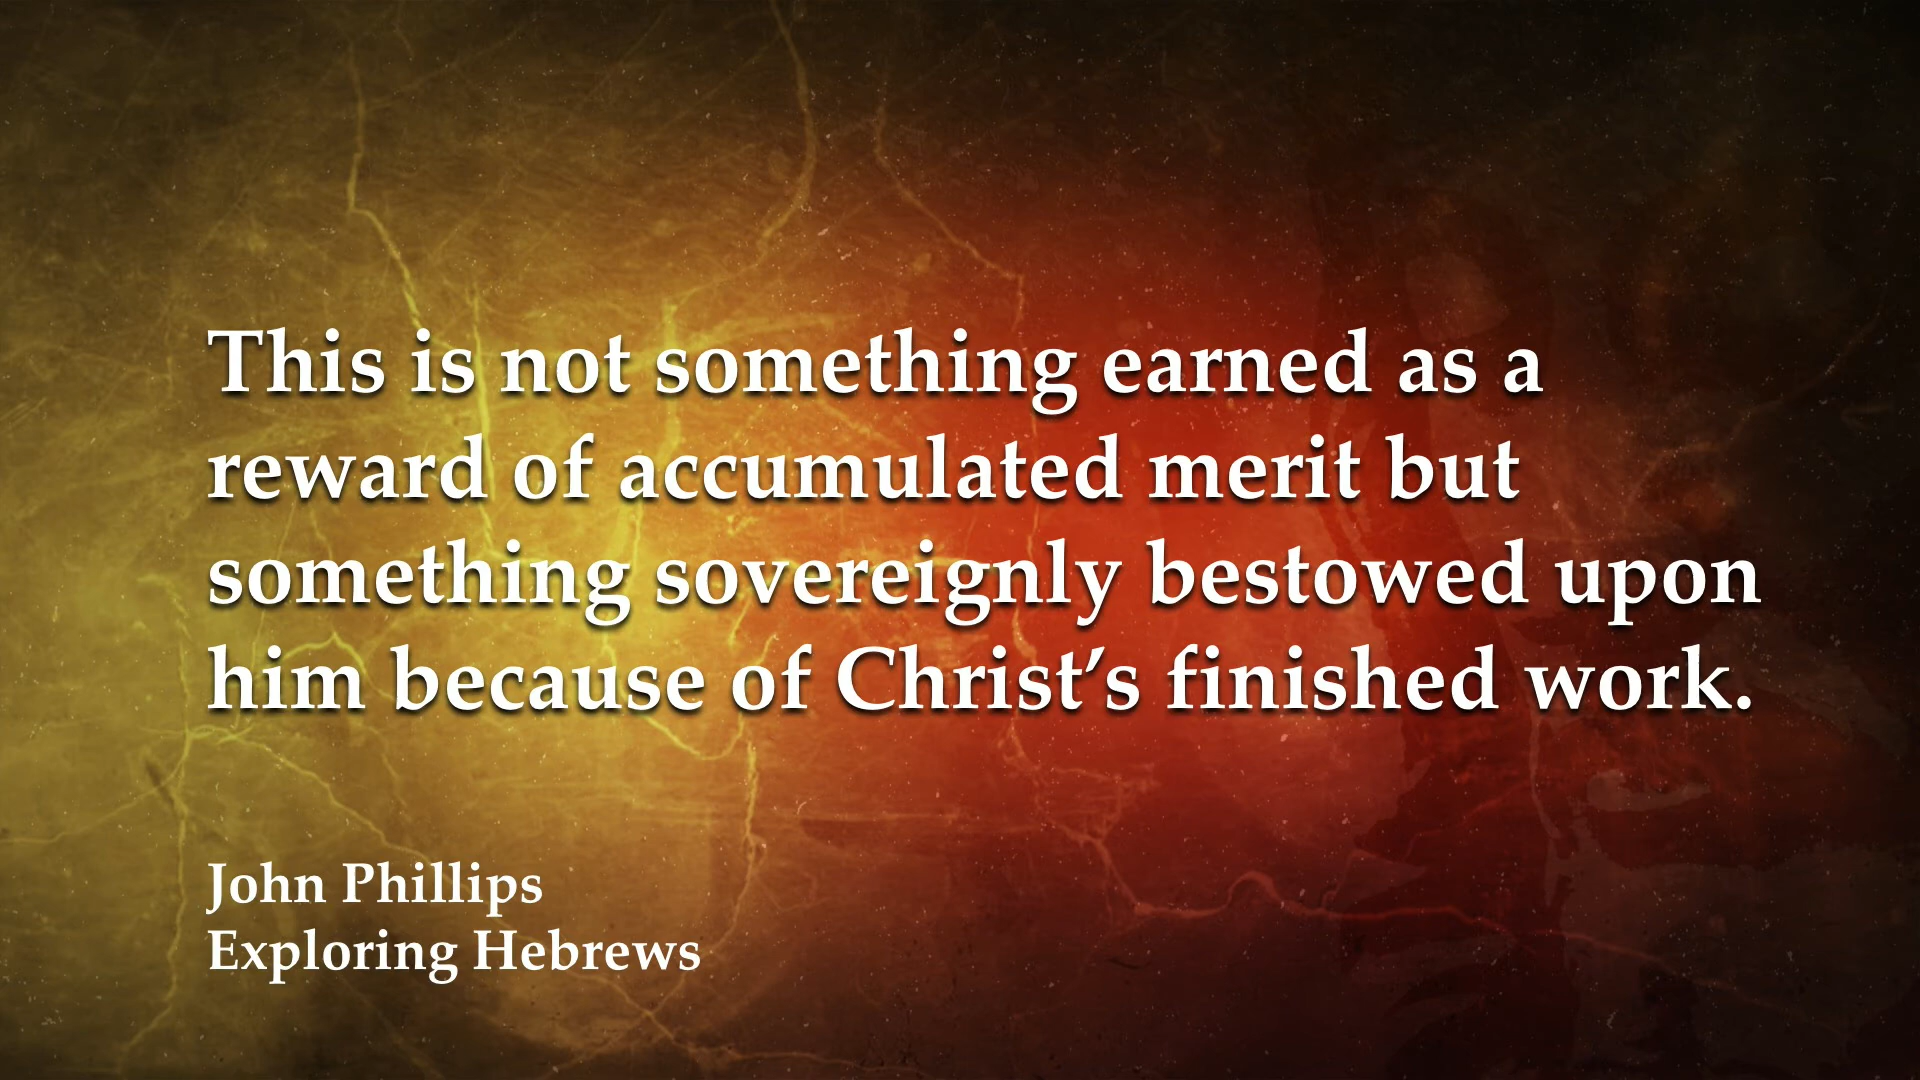 This is not something earned as a
reward of accumulated merit but
something sovereignly bestowed upon
him because of Christ’s finished work.
John Phillips
Exploring Hebrews